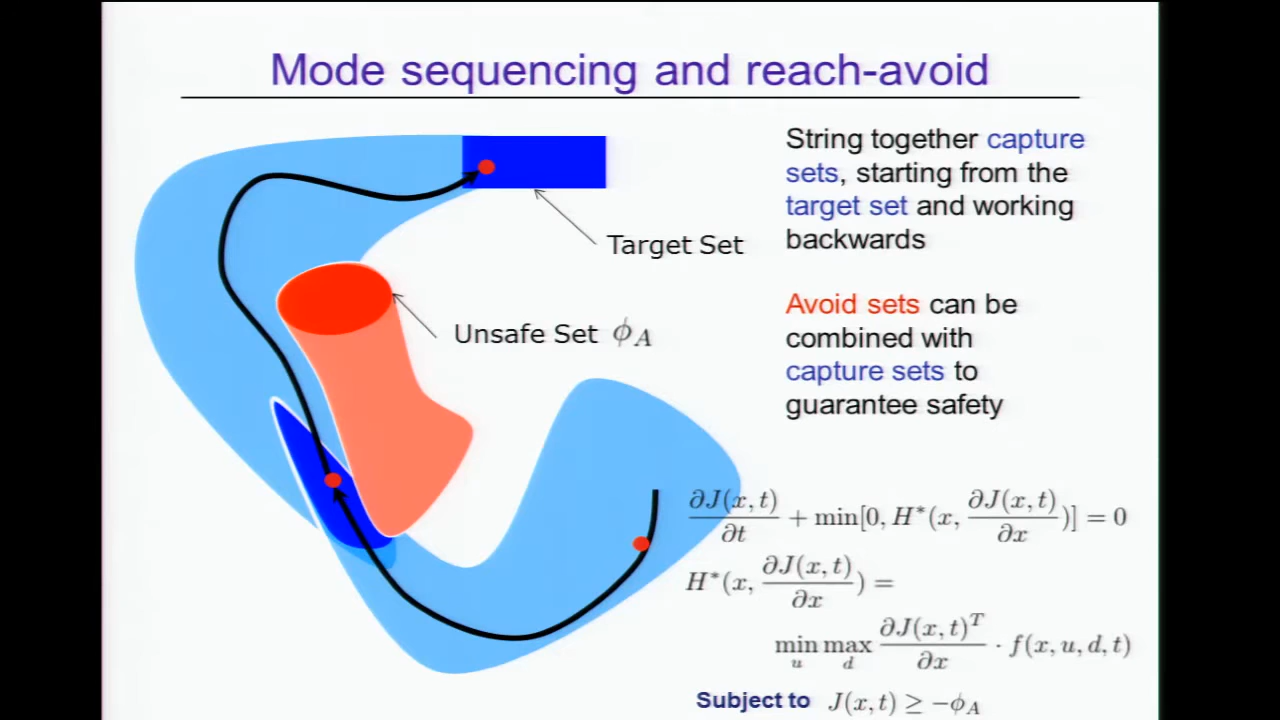 Mode sequencing and reach-avoid
String together capture
sets, starting from the
target set and working
backwards
Target Set
Avoid sets can be
combined with
capture sets to
guarantee safety
Unsafe Set ϕ_A
∂J(x,t)/∂t + min[0, H*(x, ∂J(x,t)/∂x)] = 0
H*(x, ∂J(x,t)/∂x) =
min_u max_d ∂J(x,t)^T/∂x · f(x, u, d, t)
Subject to J(x,t) ≥ −ϕ_A